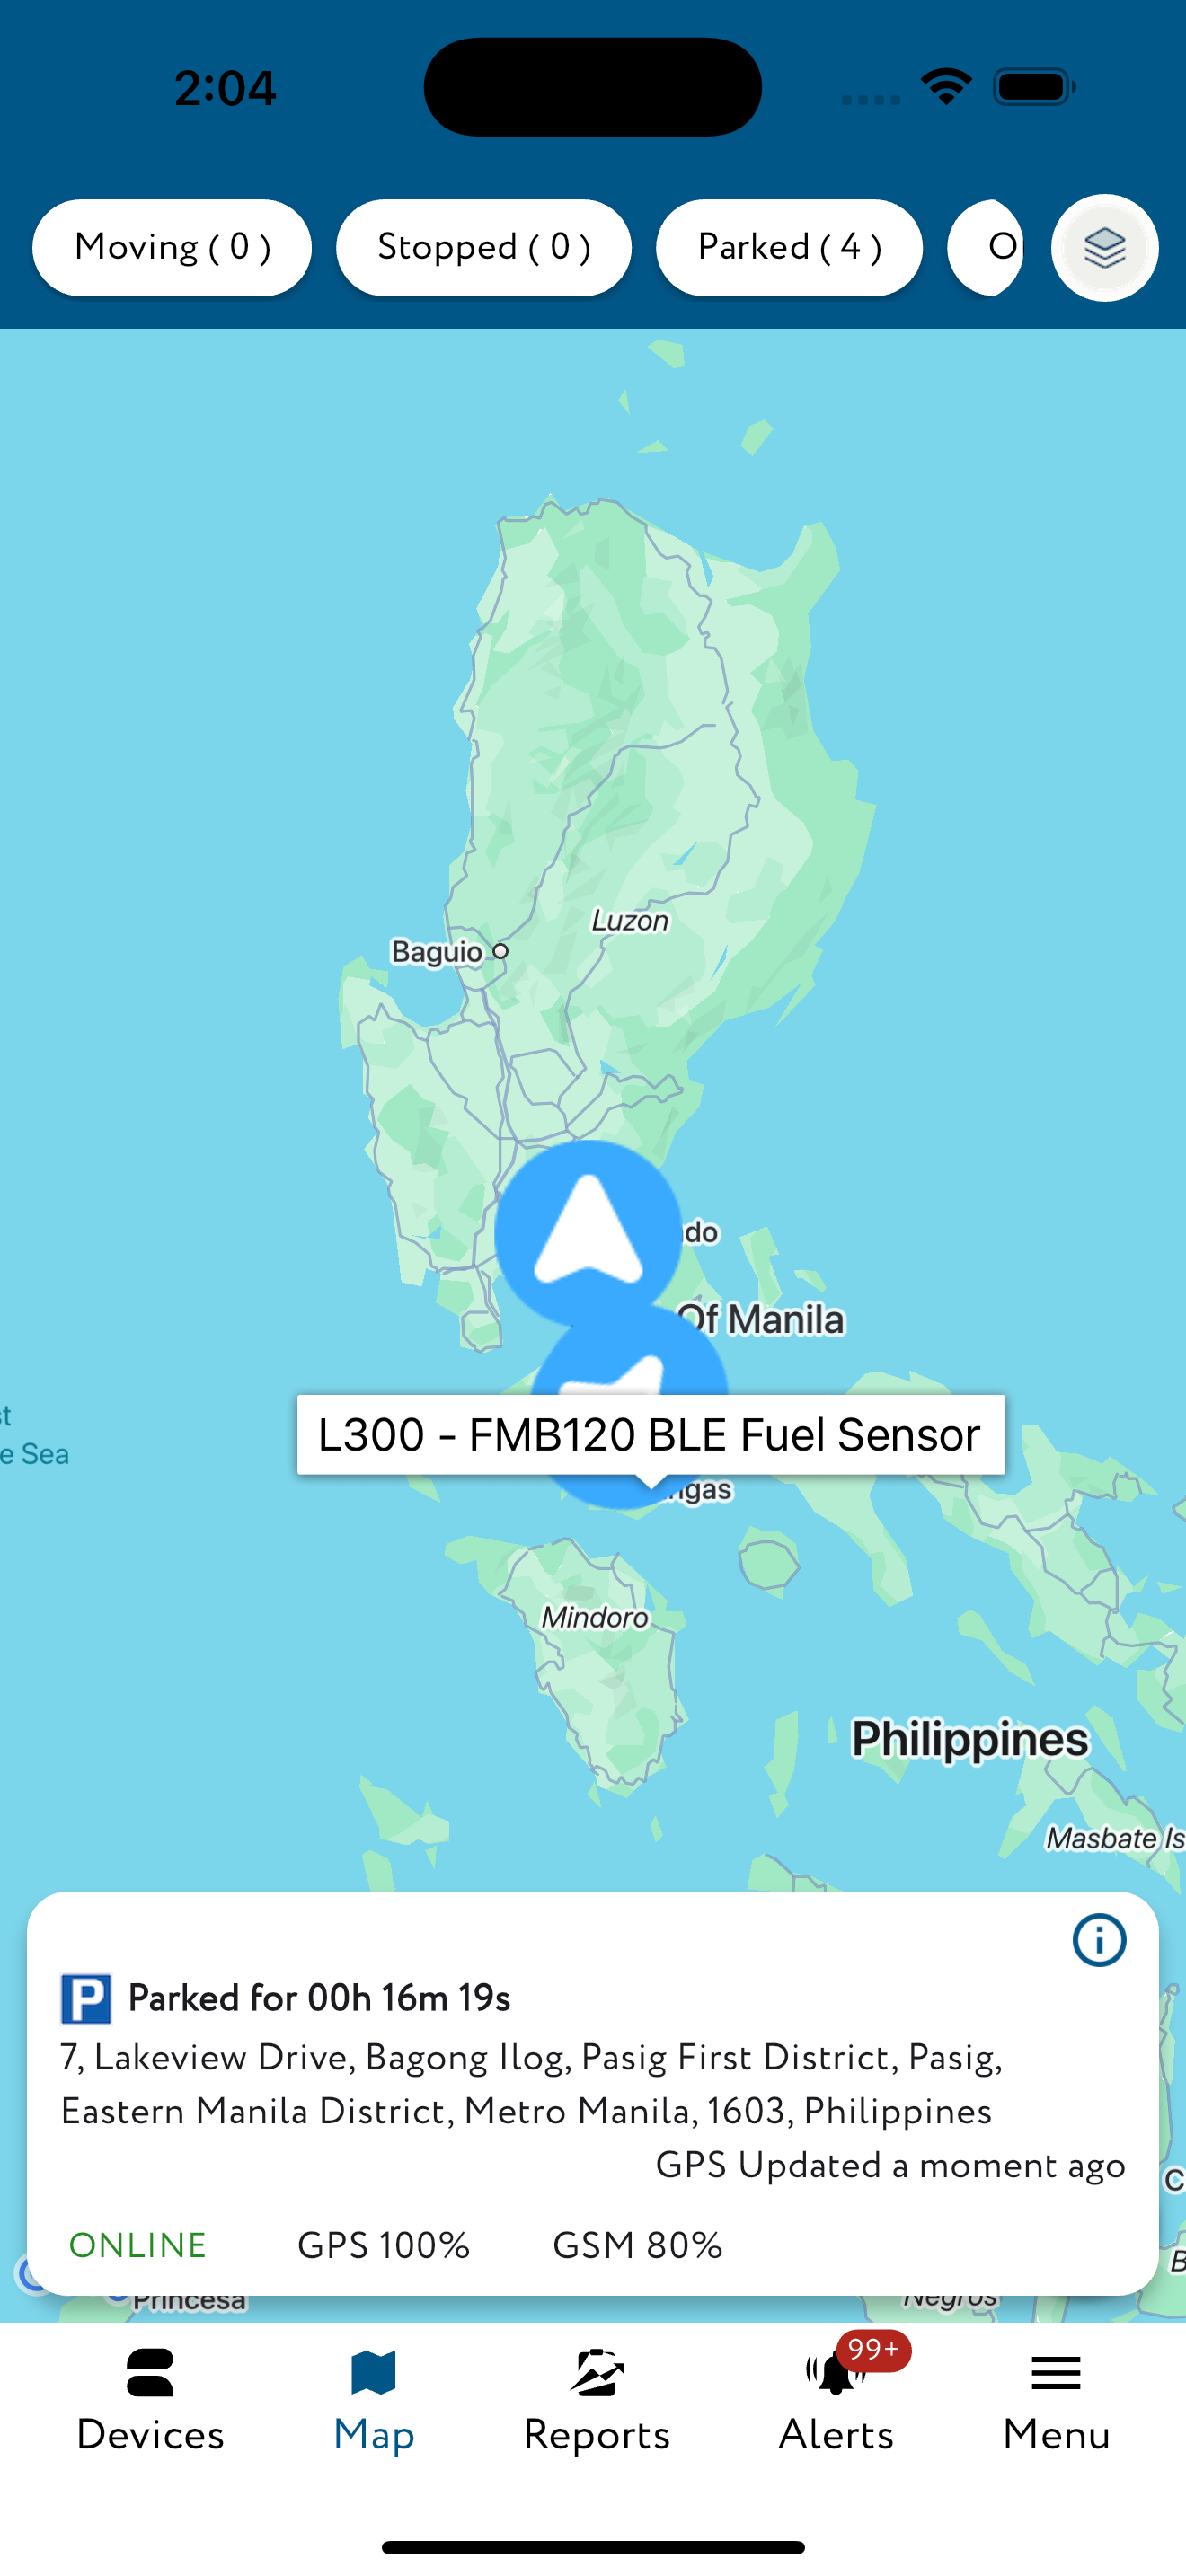 2:04
Moving ( 0 )
Stopped ( 0 )
Parked ( 4 )
Luzon
Baguio
Of Manila
L300 - FMB120 BLE Fuel Sensor
Sea
Mindoro
Philippines
Masbate
P Parked for 00h 16m 19s
7, Lakeview Drive, Bagong Ilog, Pasig First District, Pasig,
Eastern Manila District, Metro Manila, 1603, Philippines
GPS Updated a moment ago
ONLINE
GPS 100%
GSM 80%
Princesa
Negros
99+
Devices
Map
Reports
Alerts
Menu